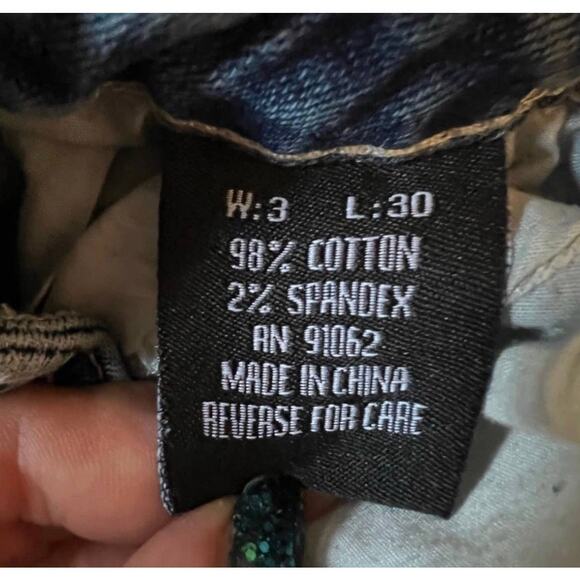 W:3 L:30
98% COTTON
2% SPANDEX
RN 91062
MADE IN CHINA
REVERSE FOR CARE